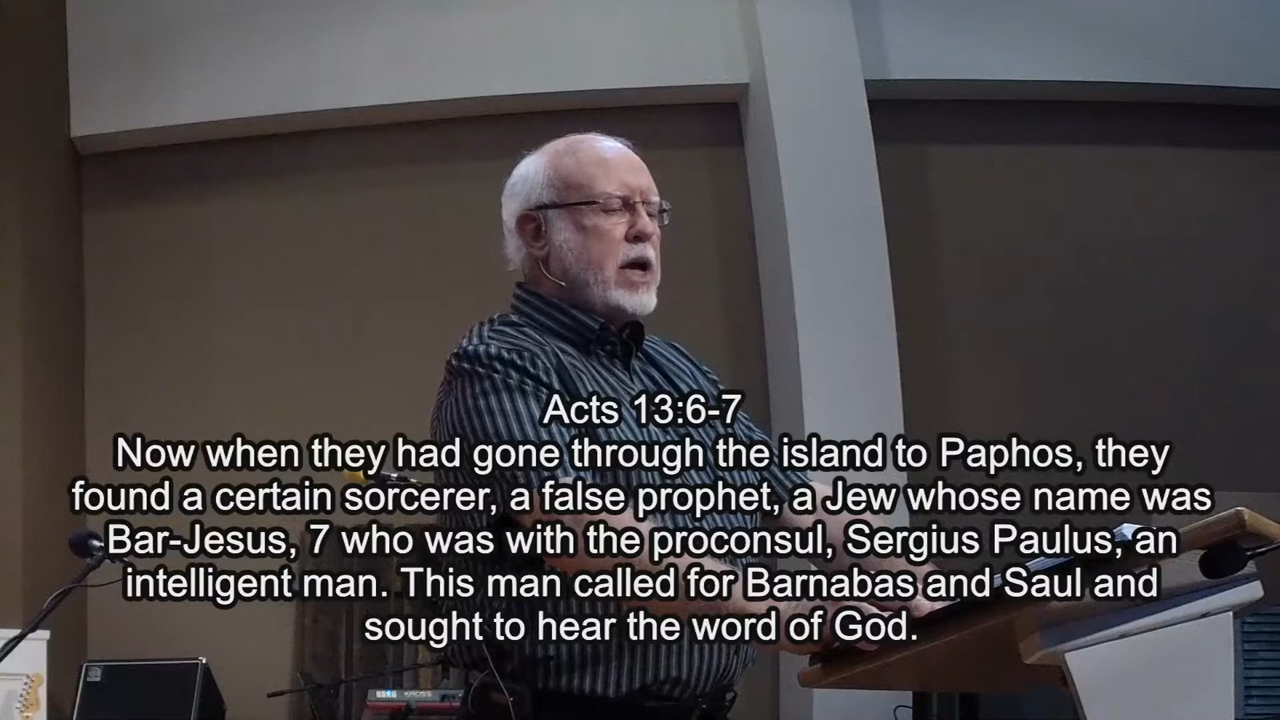 Acts 13:6-7
Now when they had gone through the island to Paphos, they
found a certain sorcerer, a false prophet, a Jew whose name was
Bar-Jesus, 7 who was with the proconsul, Sergius Paulus, an
intelligent man. This man called for Barnabas and Saul and
sought to hear the word of God.
KORG KROSS